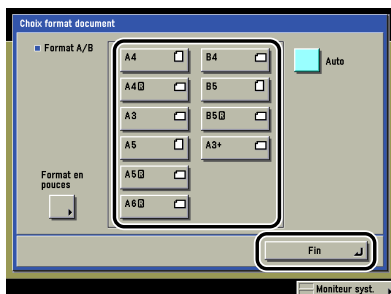 Choix format document
Format A/B
A4
B4
Auto
A4R
B5
A3
B5R
A5
A3+
Format en
pouces
A5R
A6R
Fin
Moniteur syst.